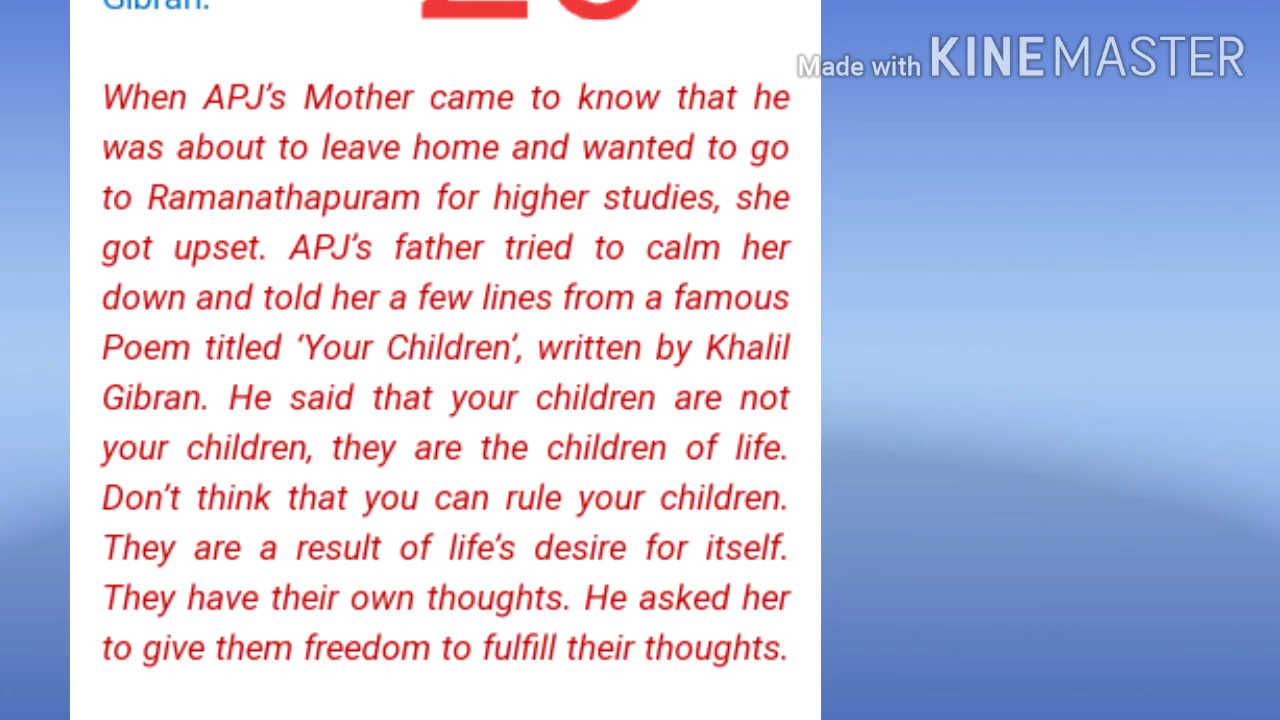 Gibran.
Made with KINEMASTER
When APJ’s Mother came to know that he
was about to leave home and wanted to go
to Ramanathapuram for higher studies, she
got upset. APJ’s father tried to calm her
down and told her a few lines from a famous
Poem titled ‘Your Children’, written by Khalil
Gibran. He said that your children are not
your children, they are the children of life.
Don’t think that you can rule your children.
They are a result of life’s desire for itself.
They have their own thoughts. He asked her
to give them freedom to fulfill their thoughts.